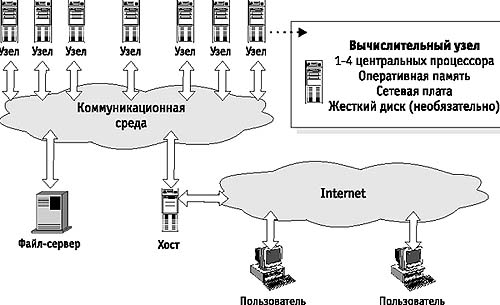 Узел Узел Узел Узел Узел Узел Узел
Вычислительный узел
1-4 центральных процессора
Оперативная память
Сетевая плата
Жесткий диск (необязательно)
Коммуникационная
среда
Internet
Файл-сервер
Хост
Пользователь
Пользователь